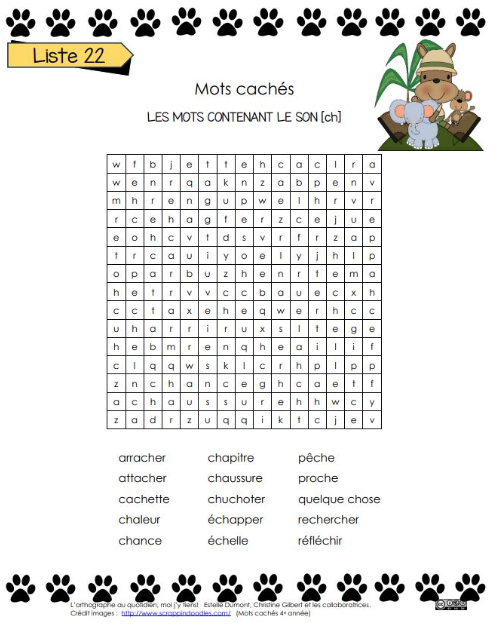 Liste 22
Mots cachés
LES MOTS CONTENANT LE SON [ch]
w f b j e t t e h c a c l r a
w e n r q a k n z a b p e n v
m h r e n g u p w e l h r v r
r c e h a g f e r z c e j u e
e o h c v t d s v r f r z a p
t r c a u i y o e l y j h l p
o p a r b u z h e n r t e m a
h e t r v v c c b a u e c x h
c c t a x e h e q w e r h c c
u h a r r i r u x s l t e g e
h e b m r e n q h e a i l i f
c l q q w s k l c r h p l p p
z n c h a n c e g h c a e t f
a c h a u s s u r e h h w c y
z a d r z u q q i k t c j e v
arracher chapitre pêche
attacher chaussure proche
cachette chuchoter quelque chose
chaleur échapper rechercher
chance échelle réfléchir
L'orthographe au quotidien, moi j'y tiens! Estelle Dumont, Christine Gilbert et les collaboratrices.
Crédit images : http://www.scrappindoodles.com/ (Mots cachés 4e année)